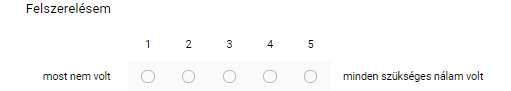 Felszerelésem
1 2 3 4 5
most nem volt minden szükséges nálam volt